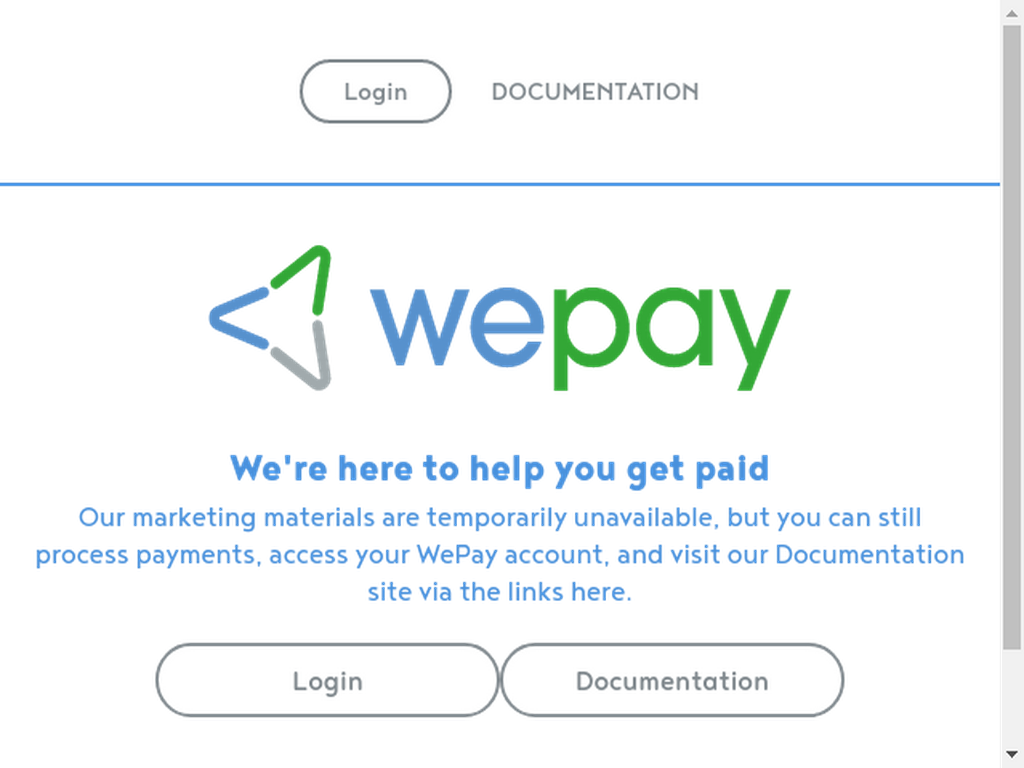 Login
DOCUMENTATION
wepay
We're here to help you get paid
Our marketing materials are temporarily unavailable, but you can still
process payments, access your WePay account, and visit our Documentation
site via the links here.
Login
Documentation